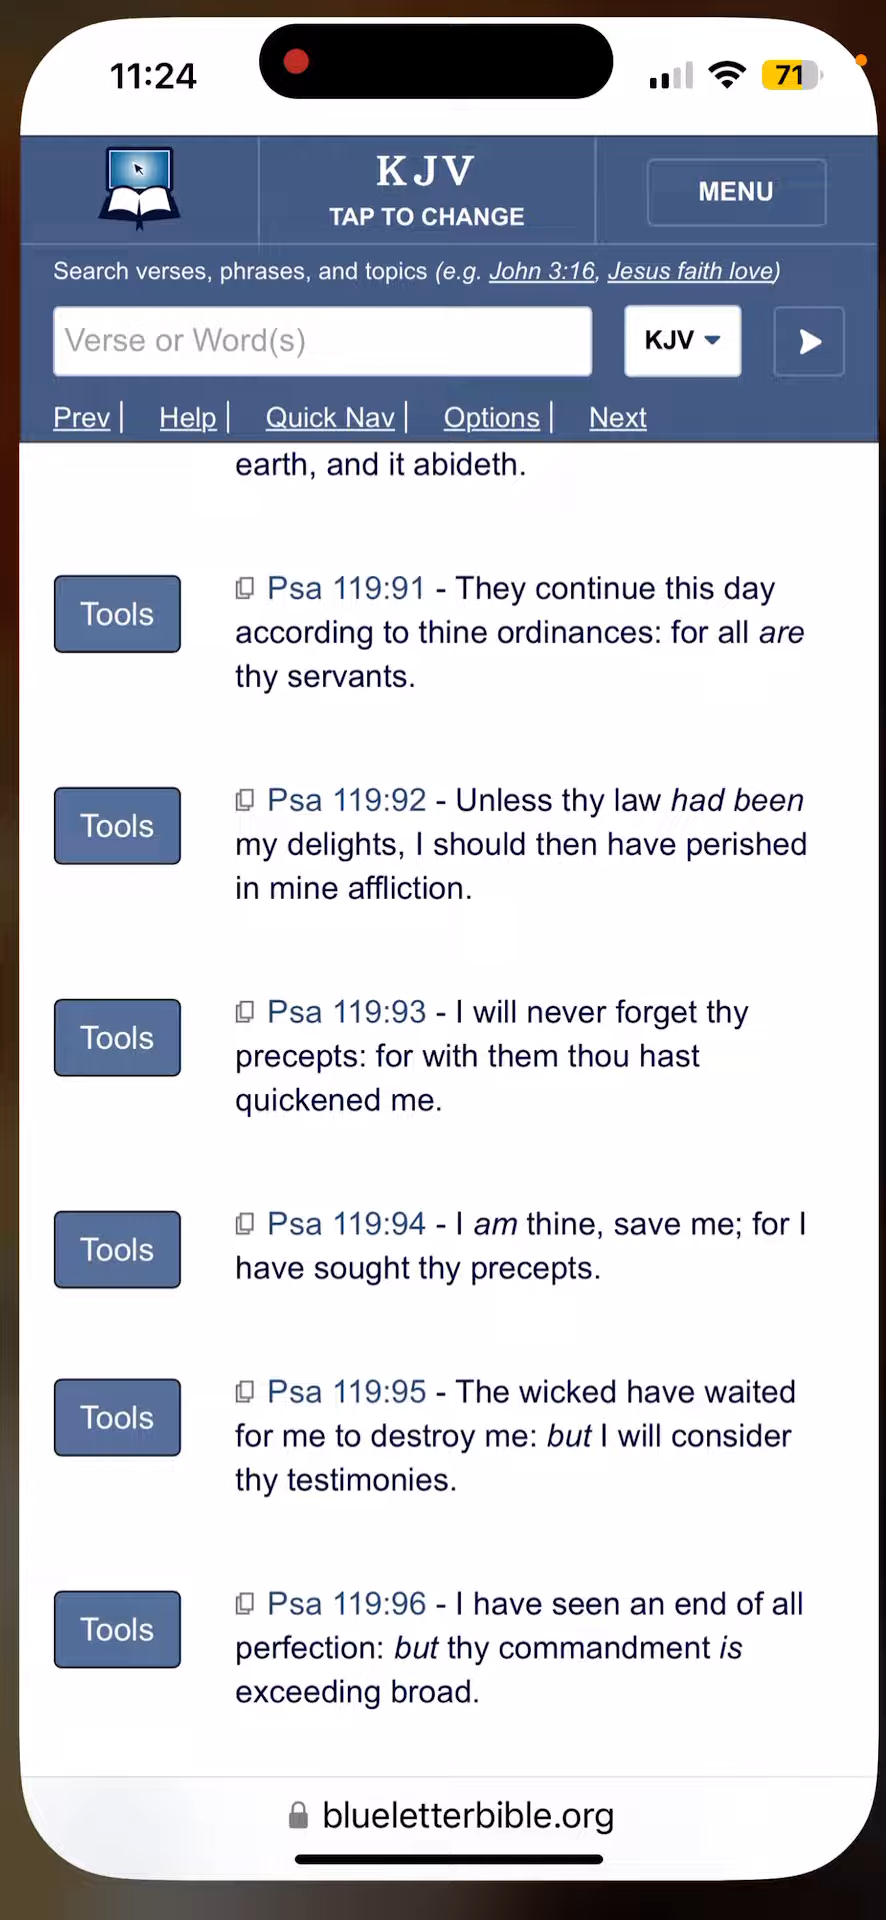 11:24
71
KJV
TAP TO CHANGE
MENU
Search verses, phrases, and topics (e.g. John 3:16, Jesus faith love)
Verse or Word(s)
KJV
Prev | Help | Quick Nav | Options | Next
earth, and it abideth.
Tools
Psa 119:91 - They continue this day
according to thine ordinances: for all are
thy servants.
Tools
Psa 119:92 - Unless thy law had been
my delights, I should then have perished
in mine affliction.
Tools
Psa 119:93 - I will never forget thy
precepts: for with them thou hast
quickened me.
Tools
Psa 119:94 - I am thine, save me; for I
have sought thy precepts.
Tools
Psa 119:95 - The wicked have waited
for me to destroy me: but I will consider
thy testimonies.
Tools
Psa 119:96 - I have seen an end of all
perfection: but thy commandment is
exceeding broad.
blueletterbible.org